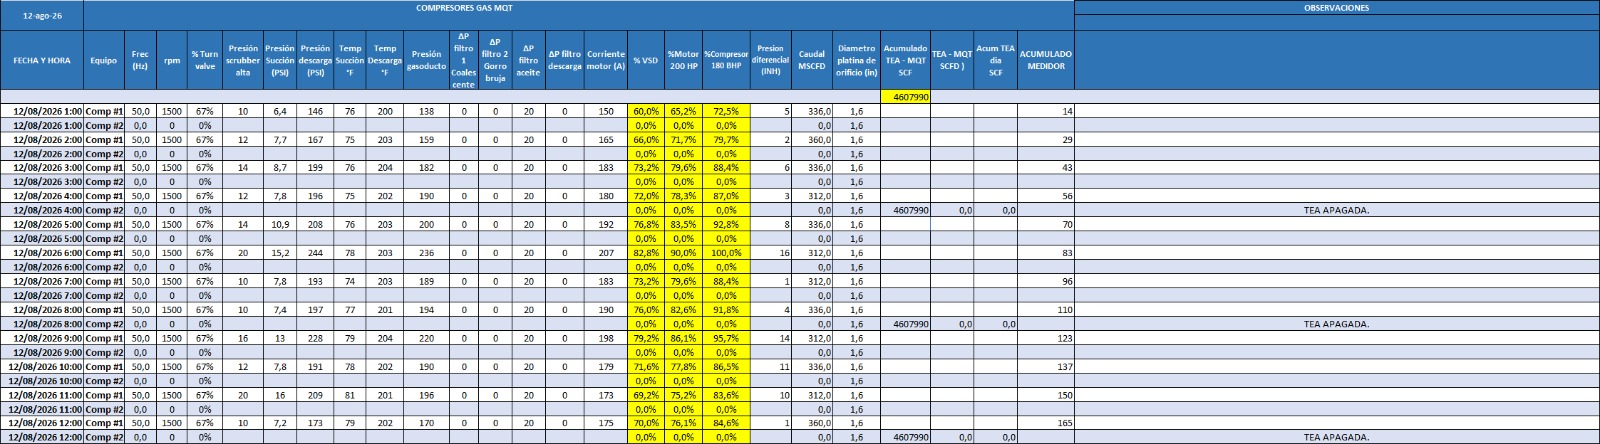 12-ago-26 COMPRESORES GAS MQT OBSERVACIONES
FECHA Y HORA Equipo Frec (Hz) rpm % Turn valve Presión scrubber alta Presión Succión (PSI) Presión descarga (PSI) Temp Succión °F Temp Descarga °F Presión gasoducto ΔP filtro 1 Coalescente ΔP filtro 2 Gorro bruja ΔP filtro aceite ΔP filtro descarga Corriente motor (A) % VSD %Motor 200 HP %Compresor 180 BHP Presion diferencial (INH) Caudal MSCFD Diametro platina de orificio (in) Acumulado TEA - MQT SCF TEA - MQT SCFD ) Acum TEA dia SCF ACUMULADO MEDIDOR
4607990
12/08/2026 1:00 Comp #1 50,0 1500 67% 10 6,4 146 76 200 138 0 0 20 0 150 60,0% 65,2% 72,5% 5 336,0 1,6 14
12/08/2026 1:00 Comp #2 0,0 0 0% 0,0% 0,0% 0,0% 0,0 1,6
12/08/2026 2:00 Comp #1 50,0 1500 67% 12 7,7 167 75 203 159 0 0 20 0 165 66,0% 71,7% 79,7% 2 360,0 1,6 29
12/08/2026 2:00 Comp #2 0,0 0 0% 0,0% 0,0% 0,0% 0,0 1,6
12/08/2026 3:00 Comp #1 50,0 1500 67% 14 8,7 199 76 204 182 0 0 20 0 183 73,2% 79,6% 88,4% 6 336,0 1,6 43
12/08/2026 3:00 Comp #2 0,0 0 0% 0,0% 0,0% 0,0% 0,0 1,6
12/08/2026 4:00 Comp #1 50,0 1500 67% 12 7,8 196 75 202 190 0 0 20 0 180 72,0% 78,3% 87,0% 3 312,0 1,6 56
12/08/2026 4:00 Comp #2 0,0 0 0% 0,0% 0,0% 0,0% 0,0 1,6 4607990 0,0 0,0 TEA APAGADA.
12/08/2026 5:00 Comp #1 50,0 1500 67% 14 10,9 208 76 203 200 0 0 20 0 192 76,8% 83,5% 92,8% 8 336,0 1,6 70
12/08/2026 5:00 Comp #2 0,0 0 0% 0,0% 0,0% 0,0% 0,0 1,6
12/08/2026 6:00 Comp #1 50,0 1500 67% 20 15,2 244 78 203 236 0 0 20 0 207 82,8% 90,0% 100,0% 16 312,0 1,6 83
12/08/2026 6:00 Comp #2 0,0 0 0% 0,0% 0,0% 0,0% 0,0 1,6
12/08/2026 7:00 Comp #1 50,0 1500 67% 10 7,8 193 74 203 189 0 0 20 0 183 73,2% 79,6% 88,4% 1 312,0 1,6 96
12/08/2026 7:00 Comp #2 0,0 0 0% 0,0% 0,0% 0,0% 0,0 1,6
12/08/2026 8:00 Comp #1 50,0 1500 67% 10 7,4 197 77 201 194 0 0 20 0 190 76,0% 82,6% 91,8% 4 336,0 1,6 110
12/08/2026 8:00 Comp #2 0,0 0 0% 0,0% 0,0% 0,0% 0,0 1,6 4607990 0,0 0,0 TEA APAGADA.
12/08/2026 9:00 Comp #1 50,0 1500 67% 16 13 228 79 204 220 0 0 20 0 198 79,2% 86,1% 95,7% 14 312,0 1,6 123
12/08/2026 9:00 Comp #2 0,0 0 0% 0,0% 0,0% 0,0% 0,0 1,6
12/08/2026 10:00 Comp #1 50,0 1500 67% 12 7,8 191 78 202 190 0 0 20 0 179 71,6% 77,8% 86,5% 11 336,0 1,6 137
12/08/2026 10:00 Comp #2 0,0 0 0% 0,0% 0,0% 0,0% 0,0 1,6
12/08/2026 11:00 Comp #1 50,0 1500 67% 20 16 209 81 201 196 0 0 20 0 173 69,2% 75,2% 83,6% 10 312,0 1,6 150
12/08/2026 11:00 Comp #2 0,0 0 0% 0,0% 0,0% 0,0% 0,0 1,6
12/08/2026 12:00 Comp #1 50,0 1500 67% 10 7,2 173 79 202 170 0 0 20 0 175 70,0% 76,1% 84,6% 1 360,0 1,6 165
12/08/2026 12:00 Comp #2 0,0 0 0% 0,0% 0,0% 0,0% 0,0 1,6 4607990 0,0 0,0 TEA APAGADA.